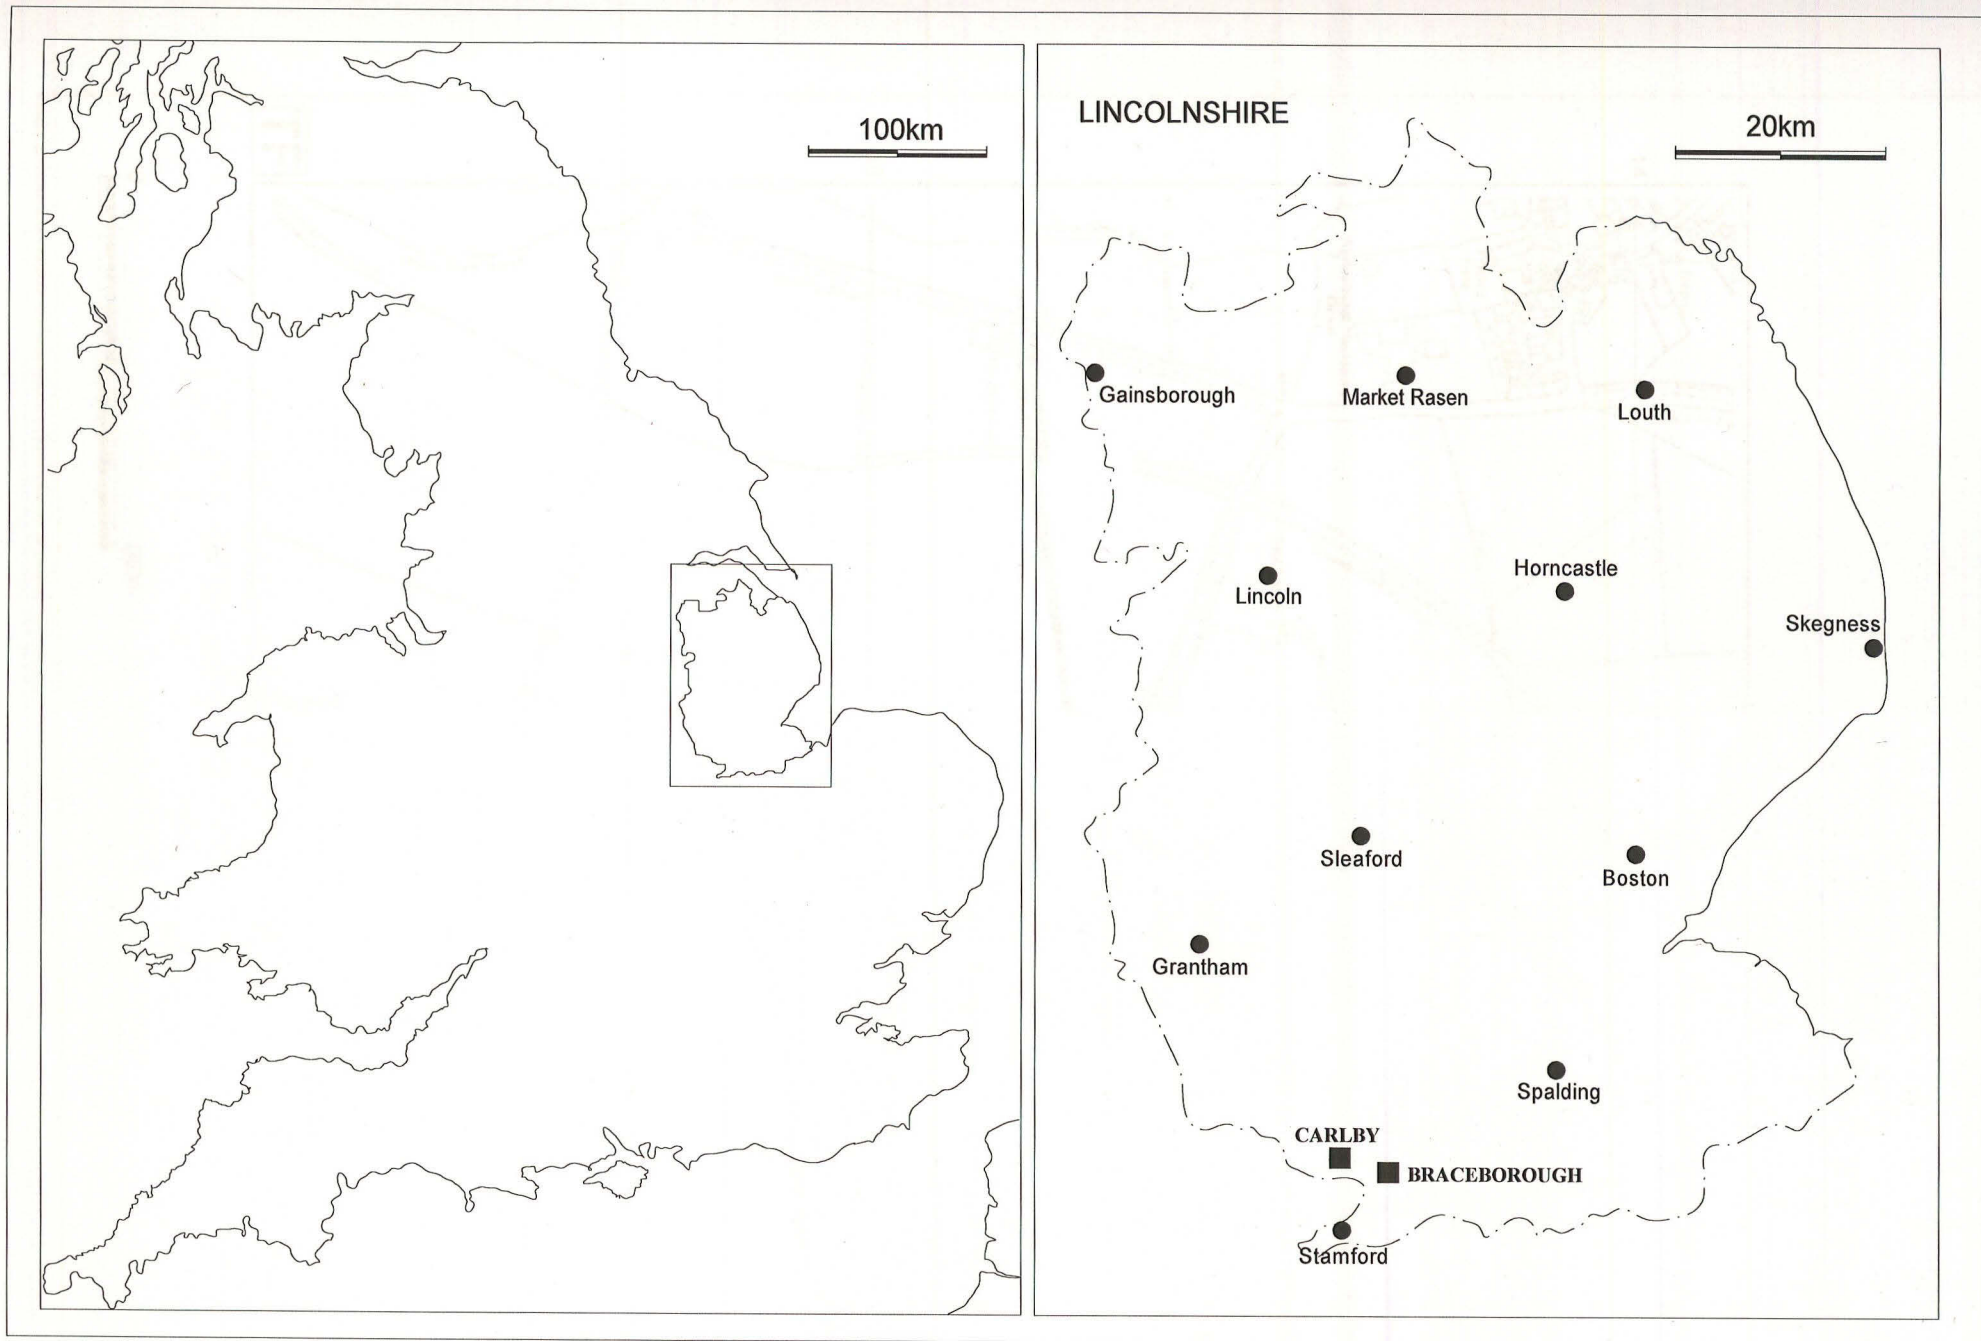 100km
LINCOLNSHIRE
20km
Gainsborough
Market Rasen
Louth
Lincoln
Horncastle
Skegness
Sleaford
Boston
Grantham
Spalding
CARLBY
BRACEBOROUGH
Stamford